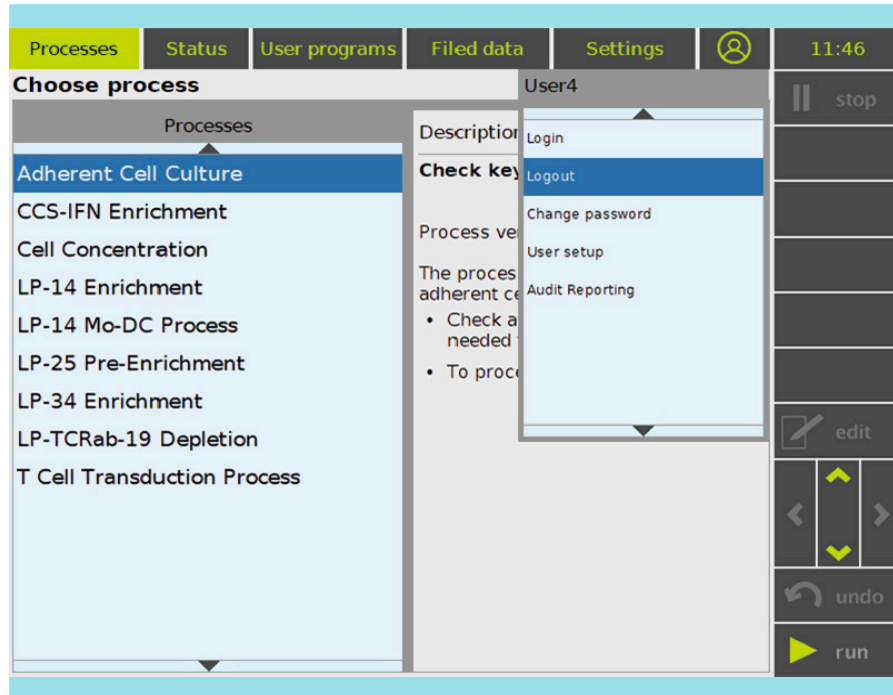 Processes Status User programs Filed data Settings 11:46
Choose process User4
stop
Processes
Description
Login
Adherent Cell Culture
Check key
Logout
CCS-IFN Enrichment
Change password
Process ve
Cell Concentration
User setup
The proces
LP-14 Enrichment
adherent ce
Audit Reporting
LP-14 Mo-DC Process
• Check a
needed
LP-25 Pre-Enrichment
• To proce
LP-34 Enrichment
LP-TCRab-19 Depletion
edit
T Cell Transduction Process
undo
run